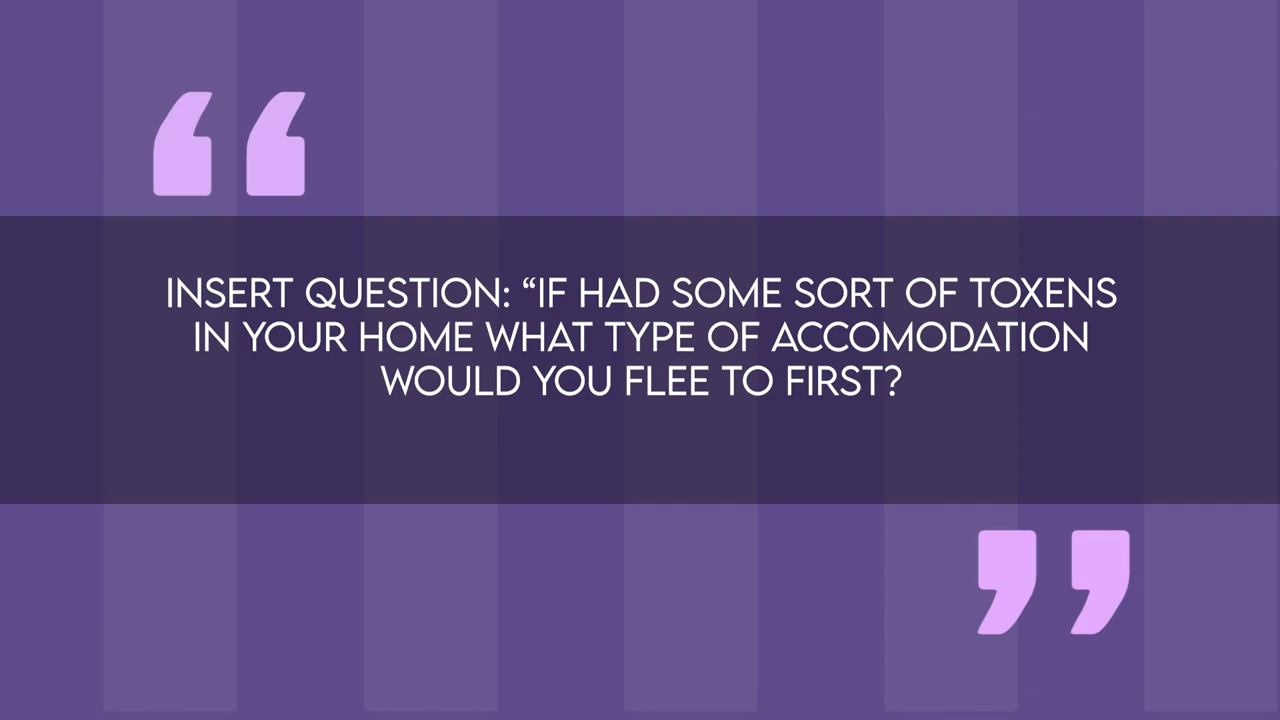 INSERT QUESTION: “IF HAD SOME SORT OF TOXENS
IN YOUR HOME WHAT TYPE OF ACCOMODATION
WOULD YOU FLEE TO FIRST?